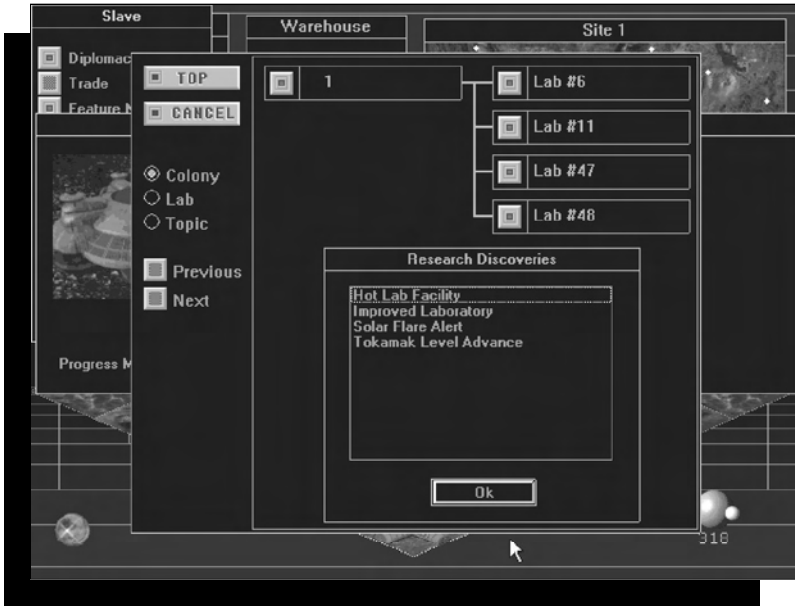 Slave
Warehouse
Site 1
Diplomac
Trade
Feature N
TOP
CANCEL
Colony
Lab
Topic
Previous
Next
Progress M
1
Lab #6
Lab #11
Lab #47
Lab #48
Research Discoveries
Hot Lab Facility
Improved Laboratory
Solar Flare Alert
Tokamak Level Advance
Ok
318